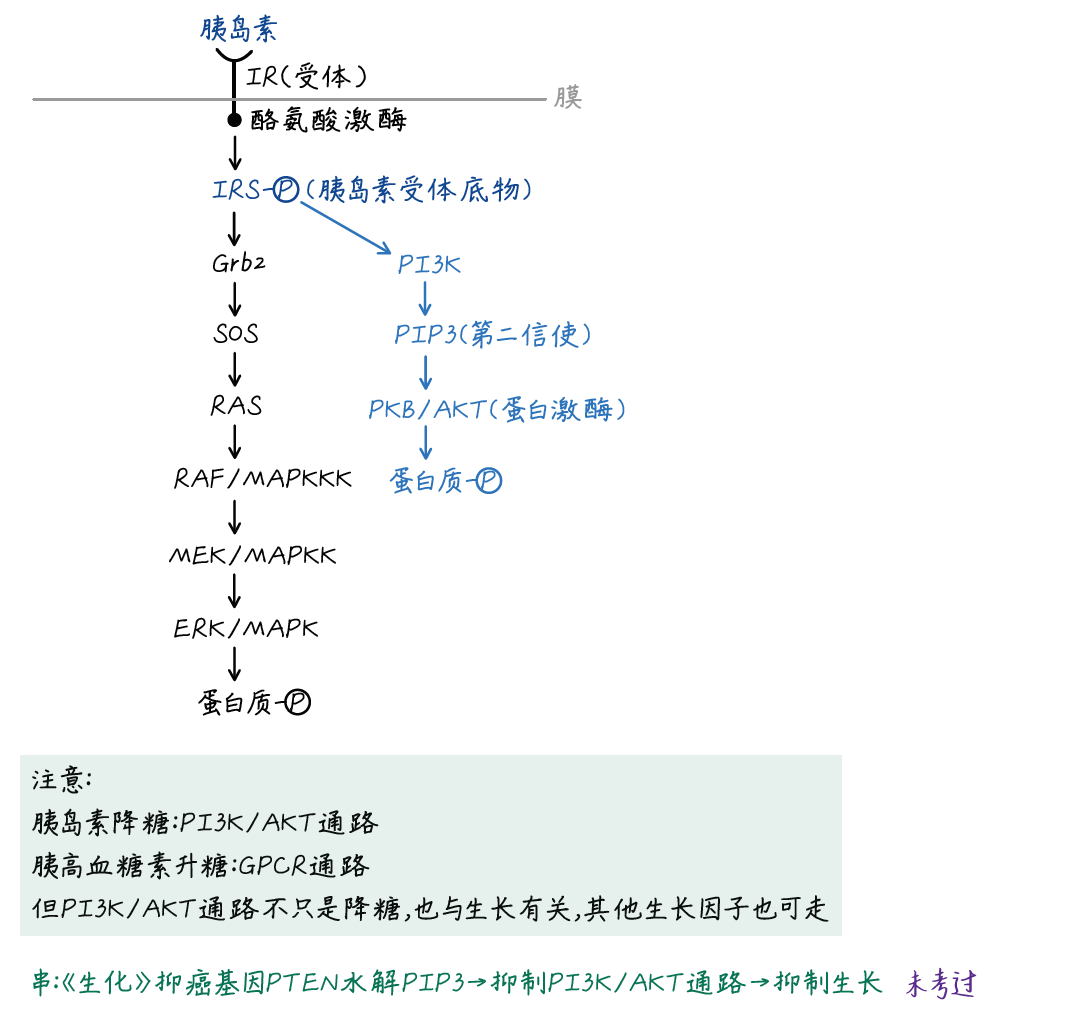 胰岛素
IR(受体)
膜
酪氨酸激酶
IRS-P(胰岛素受体底物)
Grb2
PI3K
SOS
PIP3(第二信使)
RAS
PKB/AKT(蛋白激酶)
RAF/MAPKKK
蛋白质-P
MEK/MAPKK
ERK/MAPK
蛋白质-P
注意:
胰岛素降糖:PI3K/AKT通路
胰高血糖素升糖:GPCR通路
但PI3K/AKT通路不只是降糖,也与生长有关,其他生长因子也可走
串:《生化》抑癌基因PTEN水解PIP3→抑制PI3K/AKT通路→抑制生长 未考过